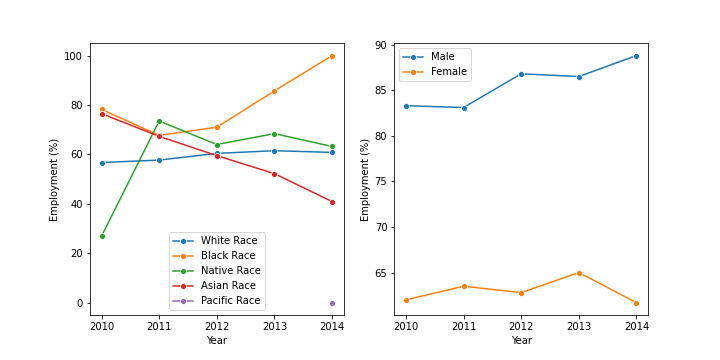 100
80
60
40
20
0
Employment (%)
2010 2011 2012 2013 2014
Year
White Race
Black Race
Native Race
Asian Race
Pacific Race
90
85
80
75
70
65
Employment (%)
2010 2011 2012 2013 2014
Year
Male
Female